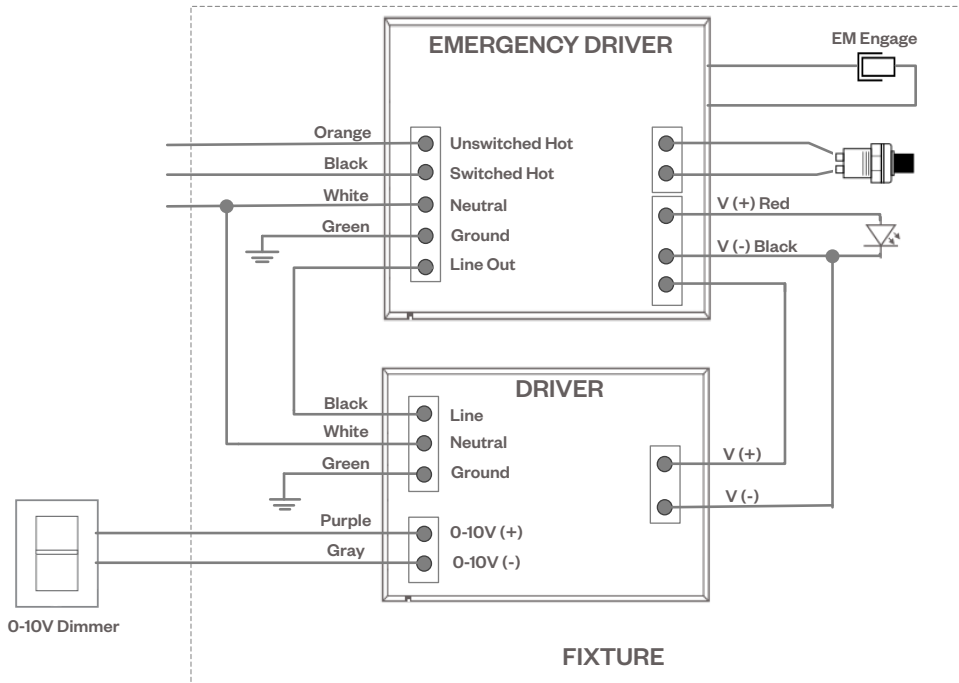 EMERGENCY DRIVER
EM Engage
Orange
Unswitched Hot
Black
Switched Hot
White
Neutral
V (+) Red
Green
Ground
V (-) Black
Line Out
DRIVER
Black
Line
White
Neutral
V (+)
Green
Ground
V (-)
Purple
0-10V (+)
Gray
0-10V (-)
0-10V Dimmer
FIXTURE